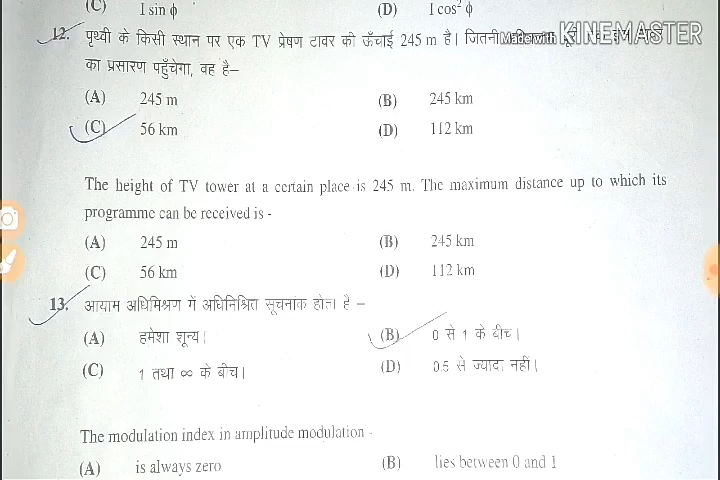 (C) I sin ϕ (D) I cos² ϕ
12. पृथ्वी के किसी स्थान पर एक TV प्रेषण टावर की ऊँचाई 245 m है। जितनी
Made with KINEMASTER
का प्रसारण पहुँचेगा, वह है–
(A) 245 m (B) 245 km
(C) 56 km (D) 112 km
The height of TV tower at a certain place is 245 m. The maximum distance up to which its
programme can be received is -
(A) 245 m (B) 245 km
(C) 56 km (D) 112 km
13. आयाम अधिमिश्रण में अधिमिश्रित सूचनांक होता है –
(A) हमेशा शून्य। (B) 0 से 1 के बीच।
(C) 1 तथा ∞ के बीच। (D) 0.5 से ज्यादा नहीं।
The modulation index in amplitude modulation -
(A) is always zero (B) lies between 0 and 1